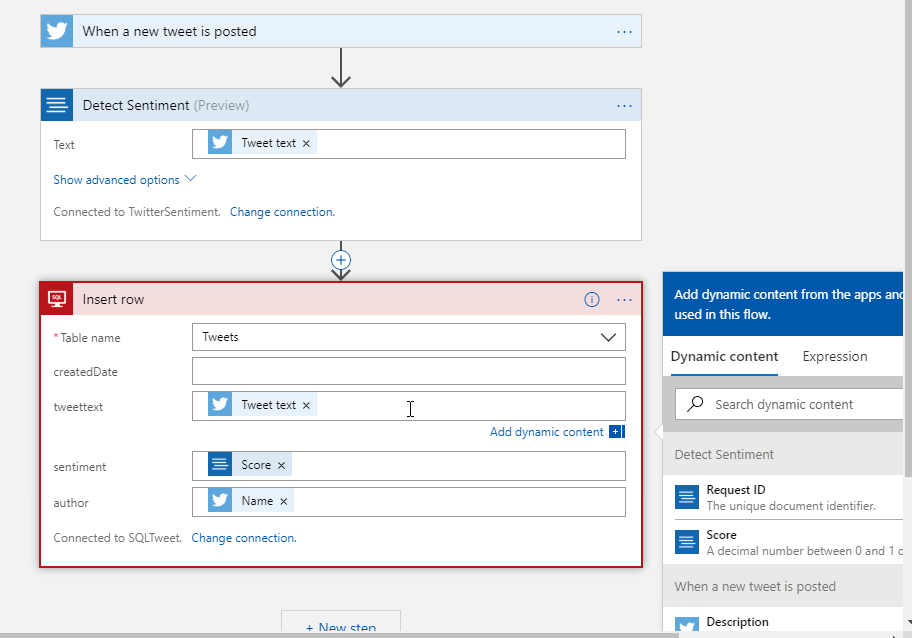 When a new tweet is posted ...
Detect Sentiment (Preview) ...
Text Tweet text ×
Show advanced options
Connected to TwitterSentiment. Change connection.
+
SQL Insert row i ...
* Table name Tweets
createdDate
tweettext Tweet text ×
Add dynamic content +
sentiment Score ×
author Name ×
Connected to SQLTweet. Change connection.
+ New step
Add dynamic content from the apps and
used in this flow.
Dynamic content Expression
Search dynamic content
Detect Sentiment
Request ID
The unique document identifier.
Score
A decimal number between 0 and 1 c
When a new tweet is posted
Description